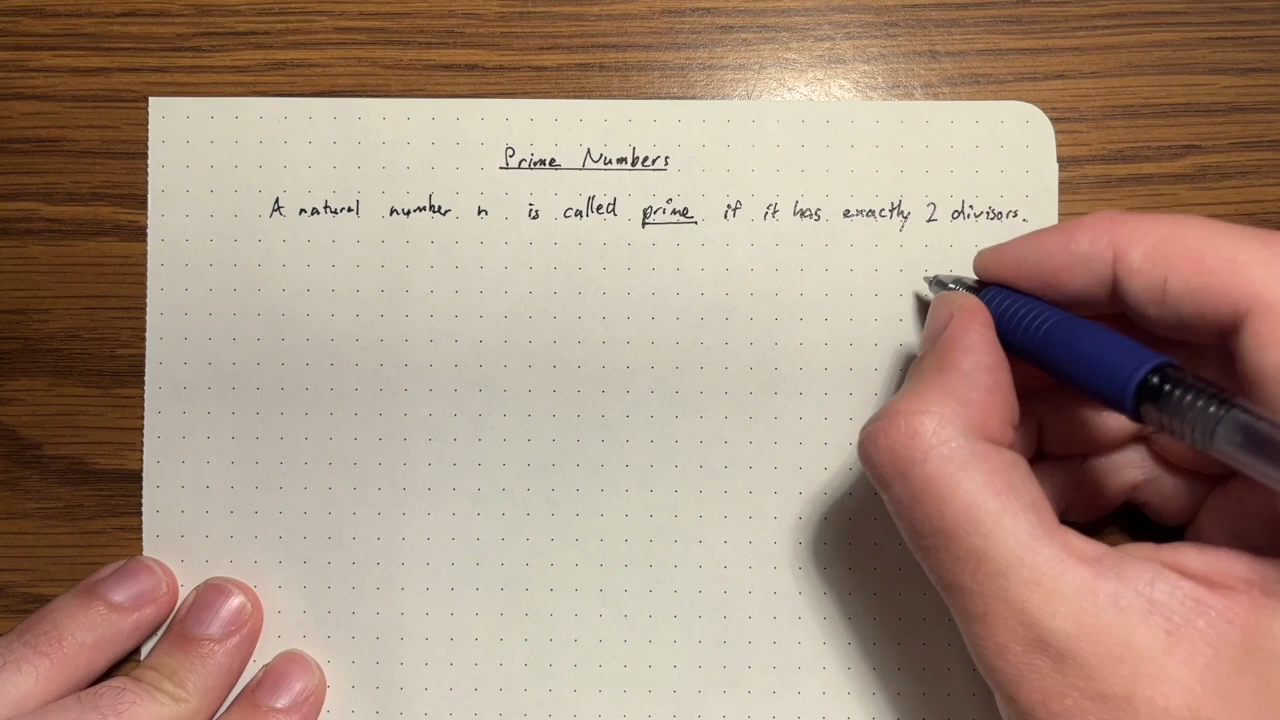 Prime Numbers
A natural number n is called prime if it has exactly 2 divisors.